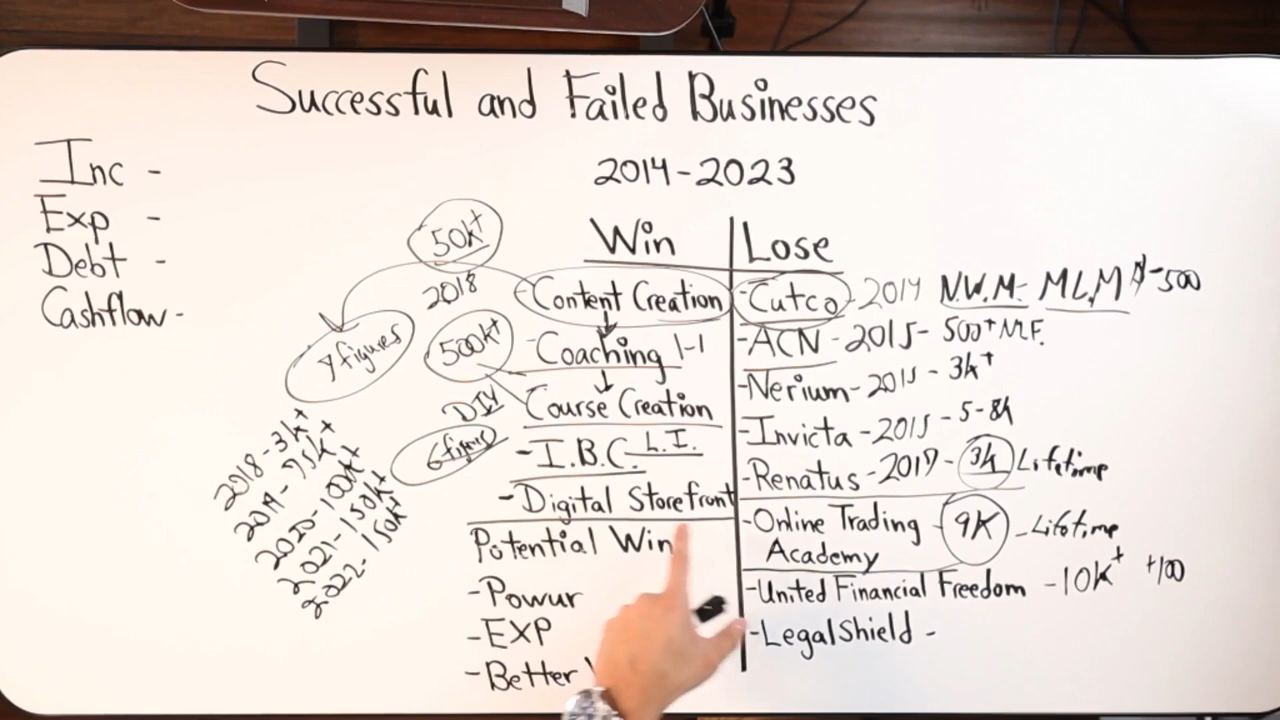 Successful and Failed Businesses
2014-2023
Inc -
Exp -
Debt -
Cashflow -
Win
Lose
50k+
2018
7 figures
500k+
DIY
6 figure
2018-3k+
2019-75k+
2020-100k+
2021-150k+
2022-150k+
Content Creation
-Coaching 1-1
Course Creation
-I.B.C. L.I.
-Digital Storefront
Potential Win
-Powur
-EXP
-Better
-Cutco -2014 N.W.M- MLM $-500
-ACN -2015- 500+ M.F.
-Nerium-2015 - 3k+
-Invicta -2015 - 5-8k
-Renatus -2017 - 3k Lifetime
-Online Trading - 9K - Lifetime
Academy
-United Financial Freedom -10K+ +100
-LegalShield -